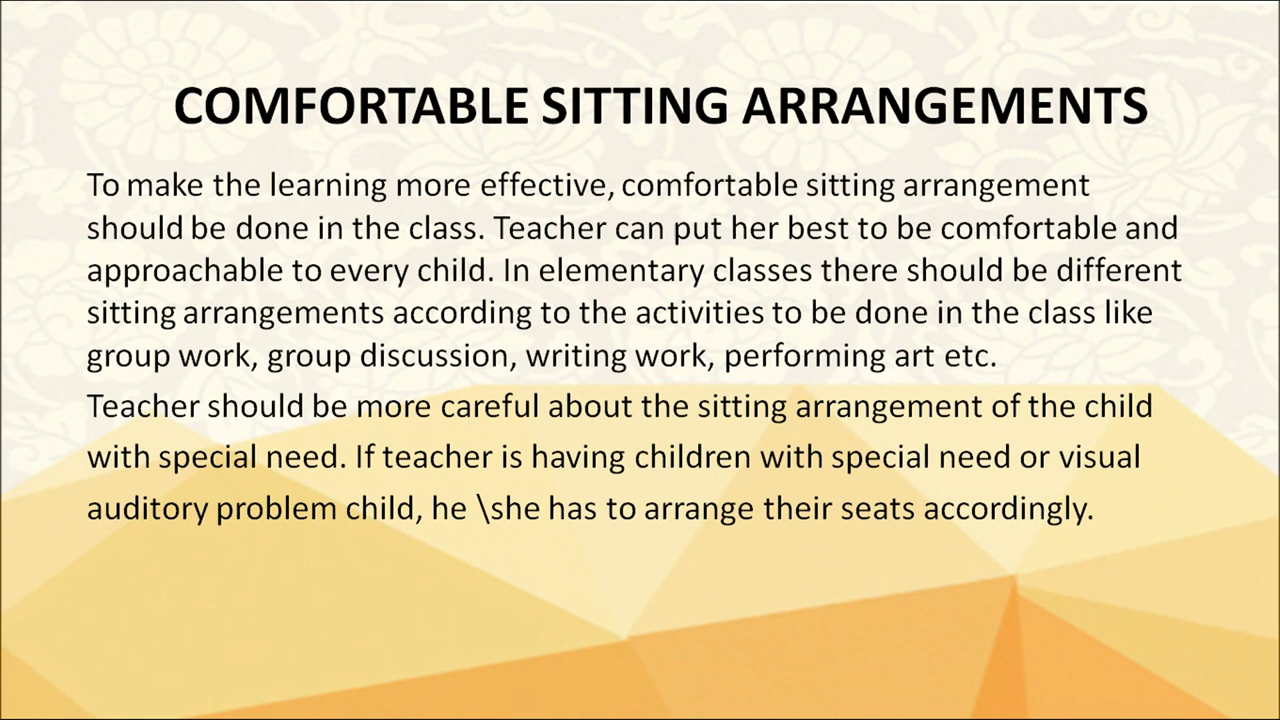 COMFORTABLE SITTING ARRANGEMENTS
To make the learning more effective, comfortable sitting arrangement
should be done in the class. Teacher can put her best to be comfortable and
approachable to every child. In elementary classes there should be different
sitting arrangements according to the activities to be done in the class like
group work, group discussion, writing work, performing art etc.
Teacher should be more careful about the sitting arrangement of the child
with special need. If teacher is having children with special need or visual
auditory problem child, he \she has to arrange their seats accordingly.